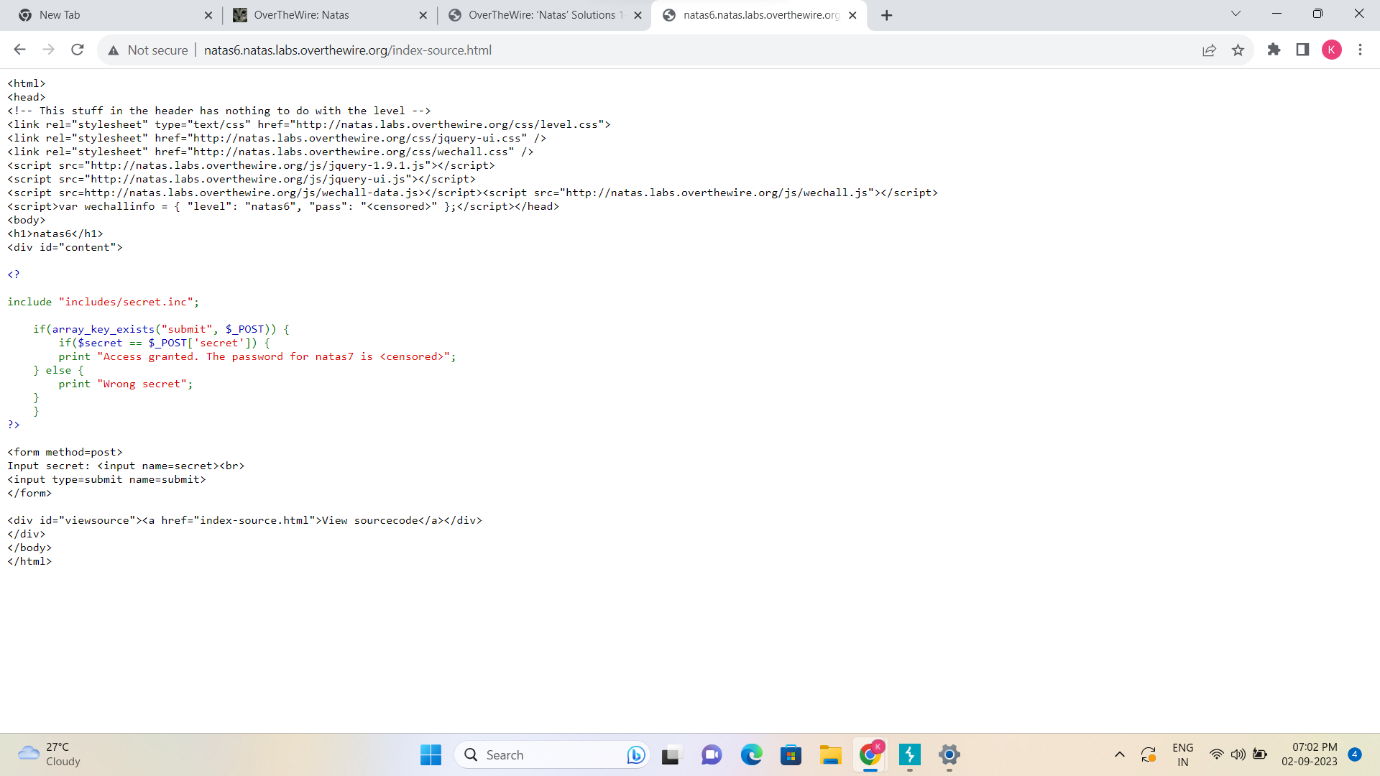 New Tab
OverTheWire: Natas
OverTheWire: 'Natas' Solutions 1
natas6.natas.labs.overthewire.org
Not secure
natas6.natas.labs.overthewire.org/index-source.html
K
<html>
<head>
<!-- This stuff in the header has nothing to do with the level -->
<link rel="stylesheet" type="text/css" href="http://natas.labs.overthewire.org/css/level.css">
<link rel="stylesheet" href="http://natas.labs.overthewire.org/css/jquery-ui.css" />
<link rel="stylesheet" href="http://natas.labs.overthewire.org/css/wechall.css" />
<script src="http://natas.labs.overthewire.org/js/jquery-1.9.1.js"></script>
<script src="http://natas.labs.overthewire.org/js/jquery-ui.js"></script>
<script src=http://natas.labs.overthewire.org/js/wechall-data.js></script><script src="http://natas.labs.overthewire.org/js/wechall.js"></script>
<script>var wechallinfo = { "level": "natas6", "pass": "<censored>" };</script></head>
<body>
<h1>natas6</h1>
<div id="content">
<?
include "includes/secret.inc";
if(array_key_exists("submit", $_POST)) {
if($secret == $_POST['secret']) {
print "Access granted. The password for natas7 is <censored>";
} else {
print "Wrong secret";
}
}
?>
<form method=post>
Input secret: <input name=secret><br>
<input type=submit name=submit>
</form>
<div id="viewsource"><a href="index-source.html">View sourcecode</a></div>
</div>
</body>
</html>
27°C
Cloudy
Search
K
ENG
IN
07:02 PM
02-09-2023
4